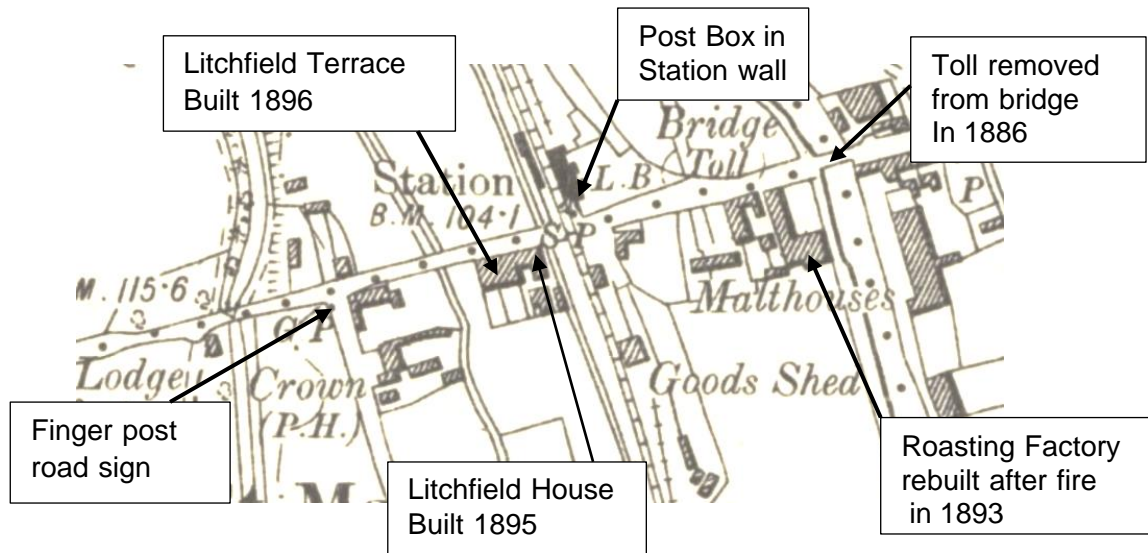 Litchfield Terrace
Built 1896
Post Box in
Station wall
Toll removed
from bridge
In 1886
Bridge
(Toll)
Station
L.B
B.M. 104·1
S.P
P
M. 115·6
Malthouses
G.P
Lodge
Crown
(P.H.)
Goods Shed
Finger post
road sign
Litchfield House
Built 1895
Roasting Factory
rebuilt after fire
in 1893